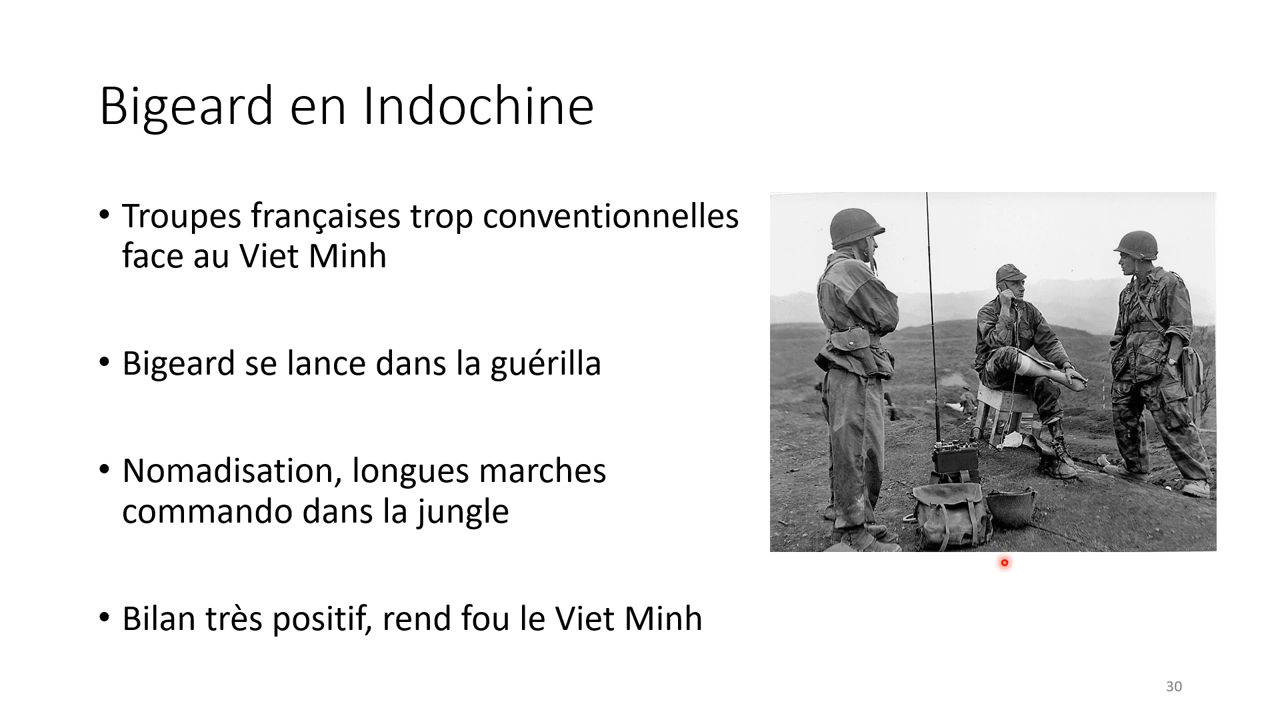 Bigeard en Indochine
• Troupes françaises trop conventionnelles
face au Viet Minh
• Bigeard se lance dans la guérilla
• Nomadisation, longues marches
commando dans la jungle
• Bilan très positif, rend fou le Viet Minh
30